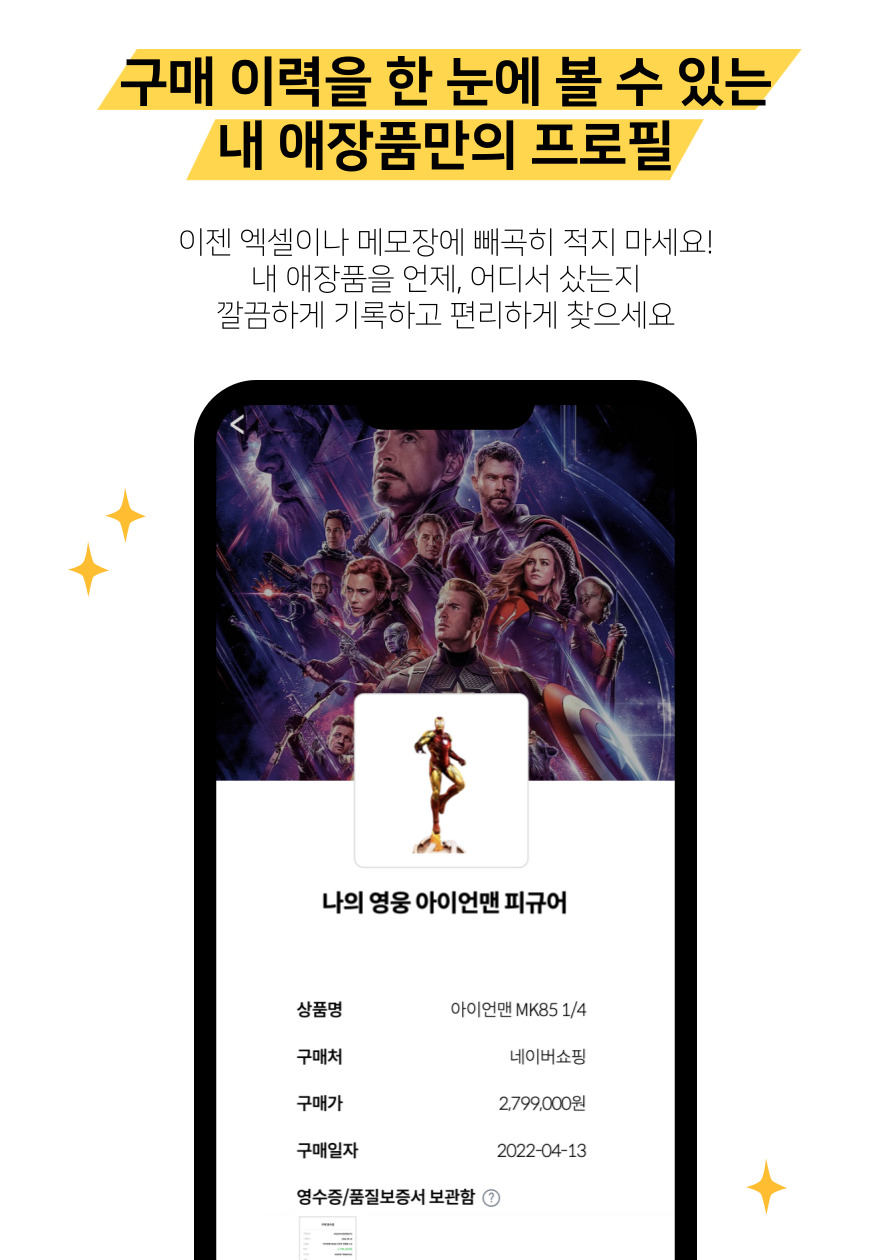 구매 이력을 한 눈에 볼 수 있는
내 애장품만의 프로필
이젠 엑셀이나 메모장에 빼곡히 적지 마세요!
내 애장품을 언제, 어디서 샀는지
깔끔하게 기록하고 편리하게 찾으세요
<
나의 영웅 아이언맨 피규어
상품명 아이언맨 MK85 1/4
구매처 네이버쇼핑
구매가 2,799,000원
구매일자 2022-04-13
영수증/품질보증서 보관함 ?